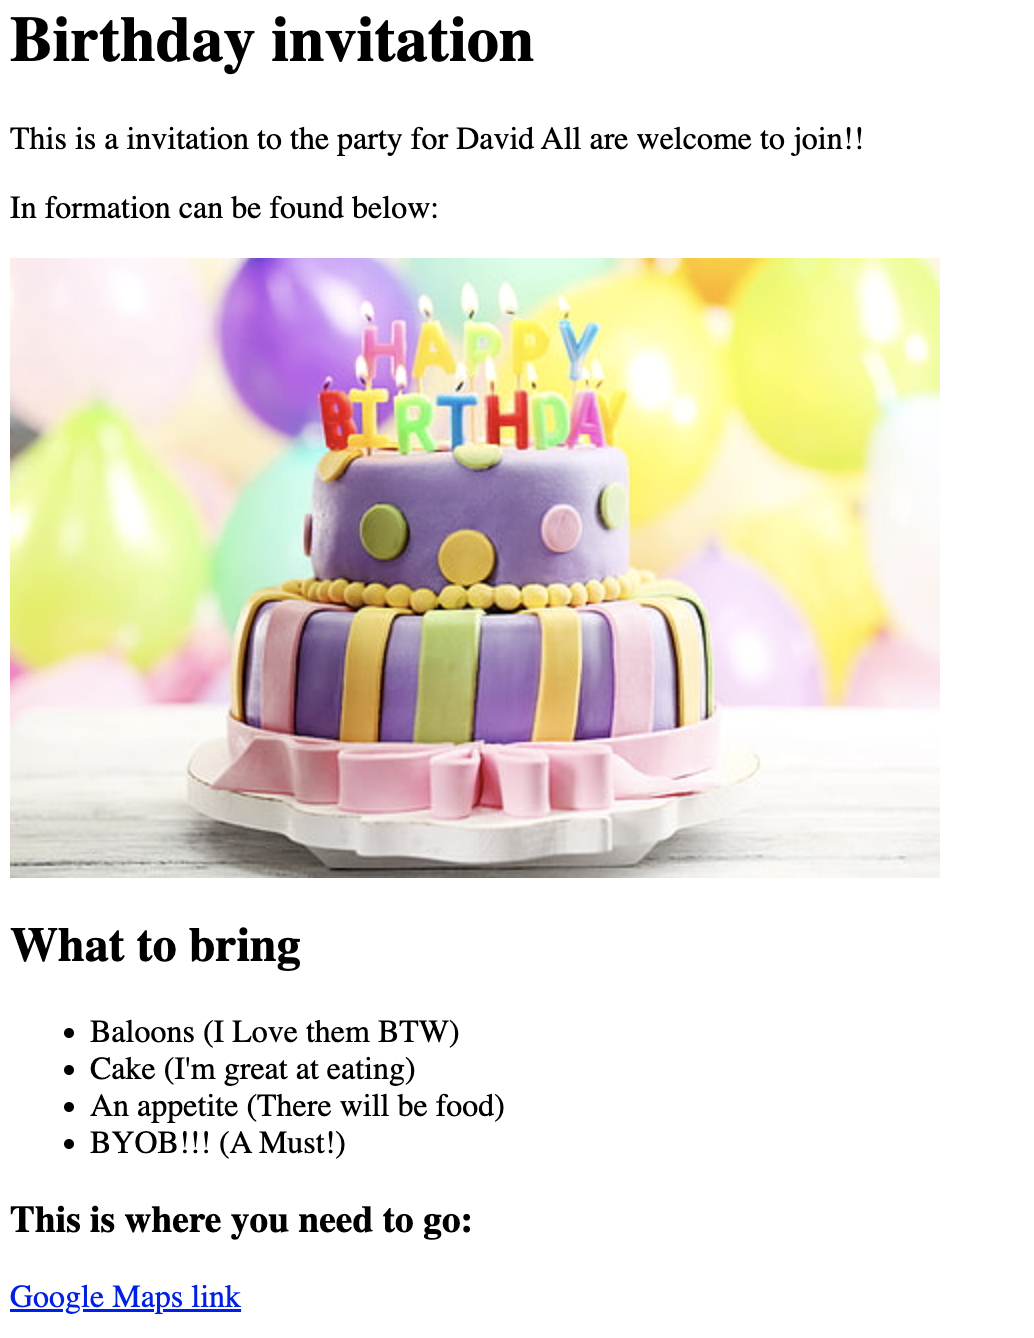 Birthday invitation
This is a invitation to the party for David All are welcome to join!!
In formation can be found below:
HAPPY
BIRTHDAY
What to bring
• Baloons (I Love them BTW)
• Cake (I'm great at eating)
• An appetite (There will be food)
• BYOB!!! (A Must!)
This is where you need to go:
Google Maps link